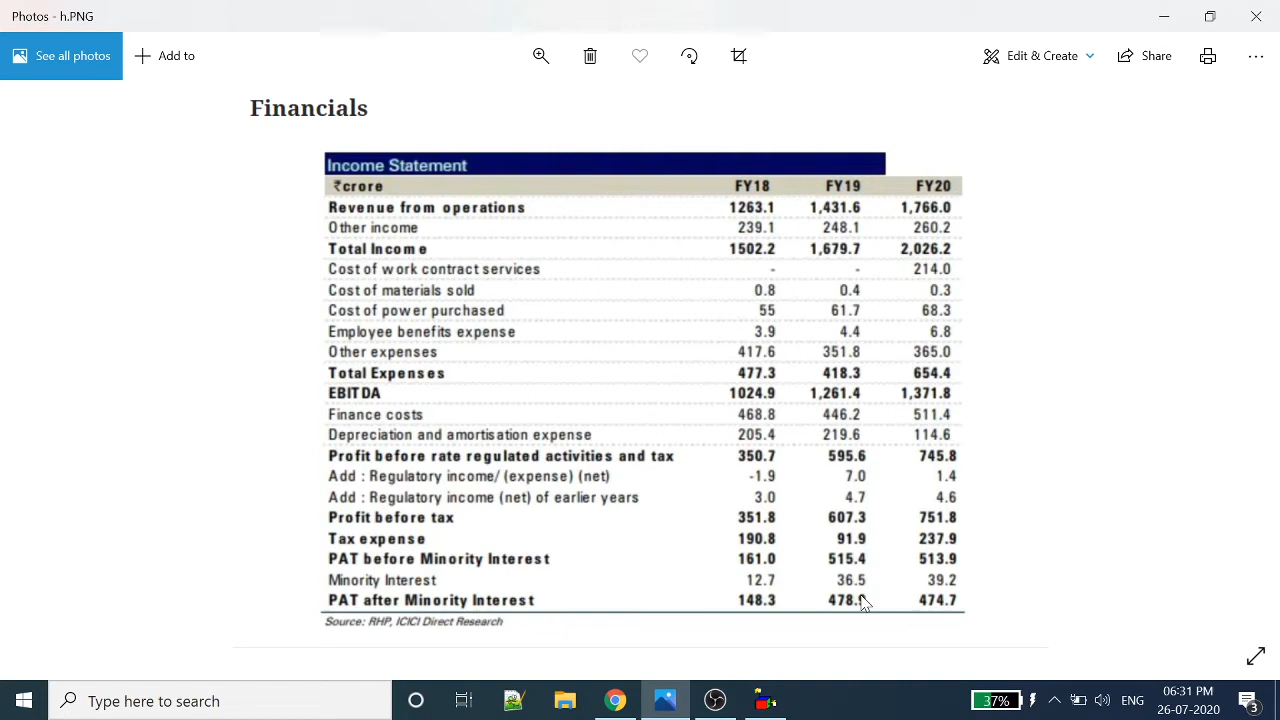 Photos - h.PNG
See all photos Add to Edit & Create Share
Financials
Income Statement
₹crore FY18 FY19 FY20
Revenue from operations 1263.1 1,431.6 1,766.0
Other income 239.1 248.1 260.2
Total Income 1502.2 1,679.7 2,026.2
Cost of work contract services - - 214.0
Cost of materials sold 0.8 0.4 0.3
Cost of power purchased 55 61.7 68.3
Employee benefits expense 3.9 4.4 6.8
Other expenses 417.6 351.8 365.0
Total Expenses 477.3 418.3 654.4
EBITDA 1024.9 1,261.4 1,371.8
Finance costs 468.8 446.2 511.4
Depreciation and amortisation expense 205.4 219.6 114.6
Profit before rate regulated activities and tax 350.7 595.6 745.8
Add : Regulatory income/ (expense) (net) -1.9 7.0 1.4
Add : Regulatory income (net) of earlier years 3.0 4.7 4.6
Profit before tax 351.8 607.3 751.8
Tax expense 190.8 91.9 237.9
PAT before Minority Interest 161.0 515.4 513.9
Minority Interest 12.7 36.5 39.2
PAT after Minority Interest 148.3 474.7
Source: RHP, ICICI Direct Research
Type here to search 37% ENG 06:31 PM
26-07-2020 3